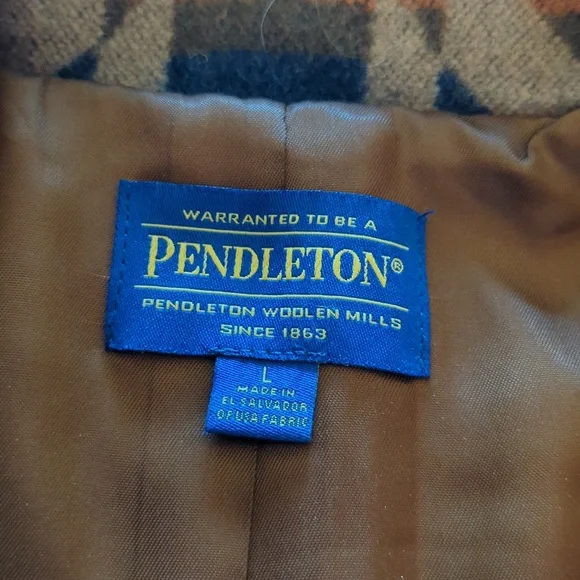 WARRANTED TO BE A
PENDLETON®
PENDLETON WOOLEN MILLS
SINCE 1863
L
MADE IN
EL SALVADOR
OF USA FABRIC